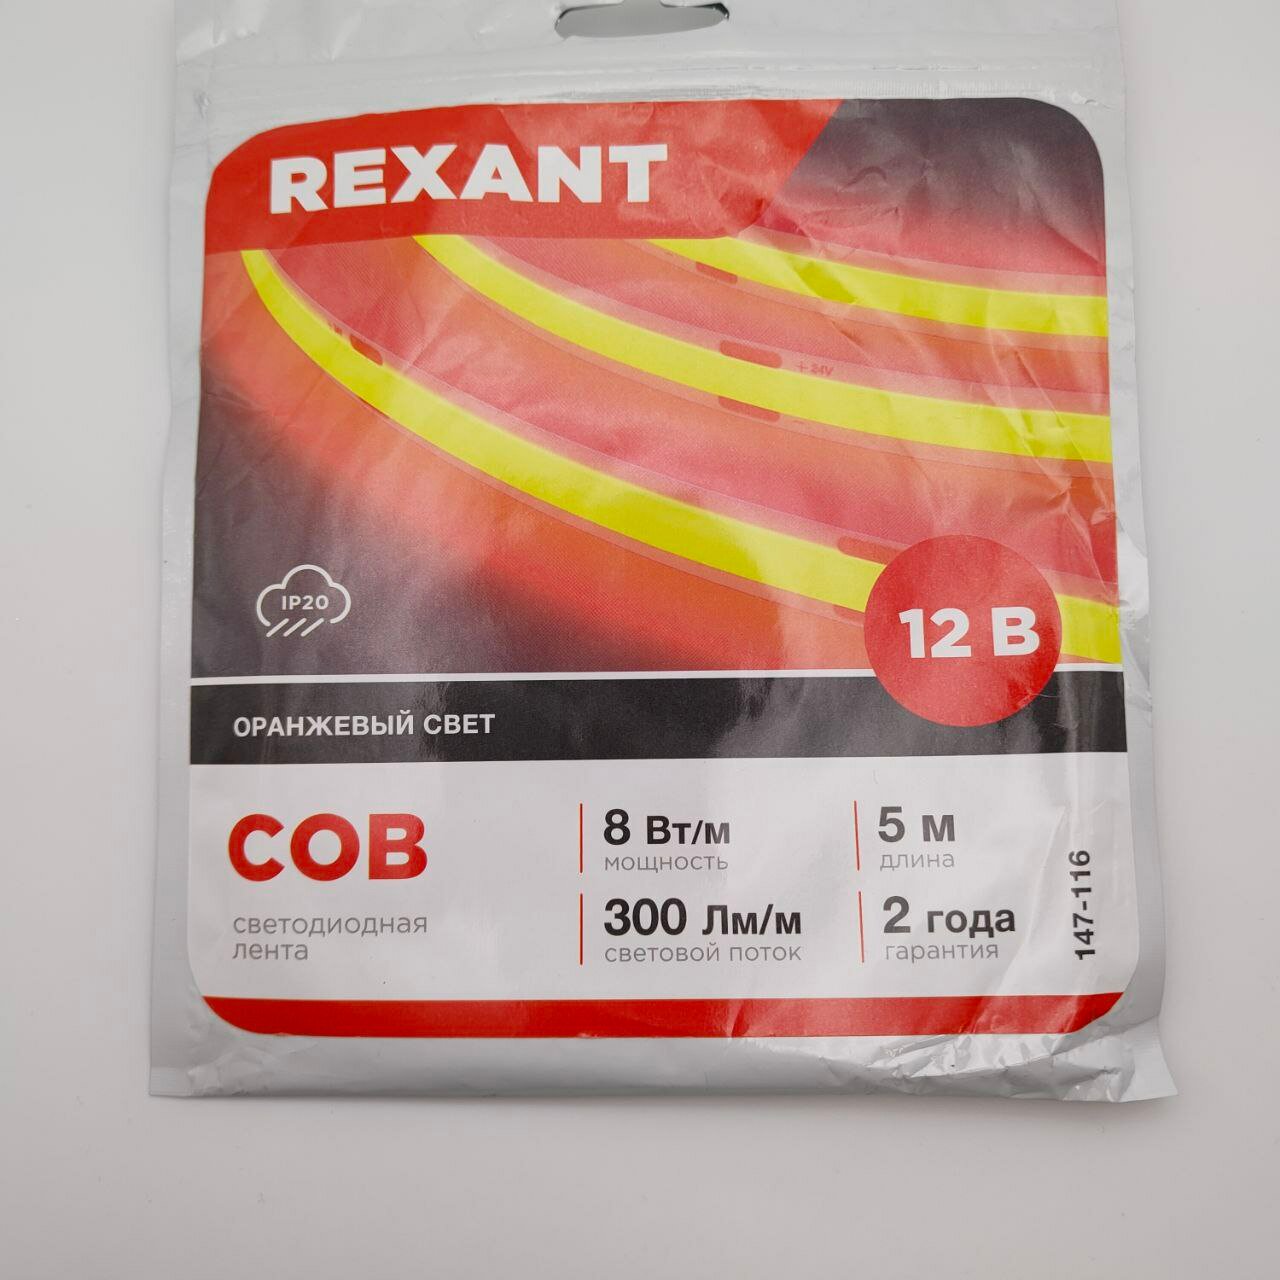 REXANT
+ 24V
IP20
12 В
ОРАНЖЕВЫЙ СВЕТ
COB
светодиодная
лента
8 Вт/м
мощность
300 Лм/м
световой поток
5 м
длина
2 года
гарантия
147-116